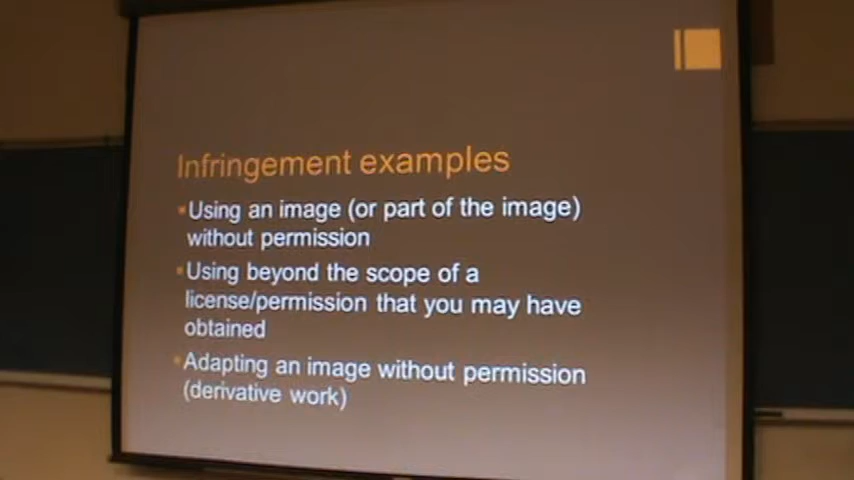 Infringement examples
▪Using an image (or part of the image)
without permission
▪Using beyond the scope of a
license/permission that you may have
obtained
▪Adapting an image without permission
(derivative work)